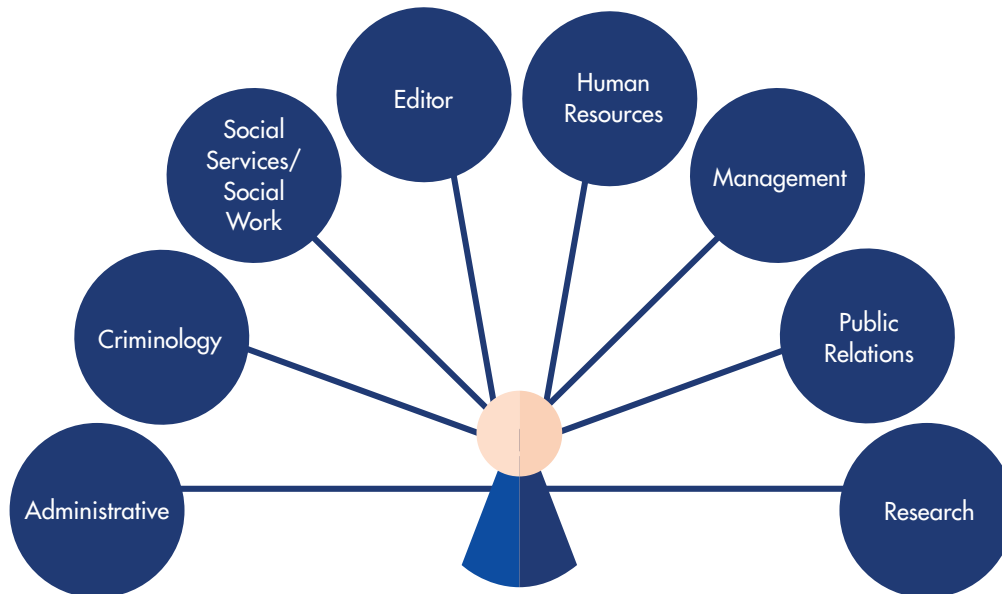 Editor
Human
Resources
Social
Services/
Social
Work
Management
Criminology
Public
Relations
Administrative
Research